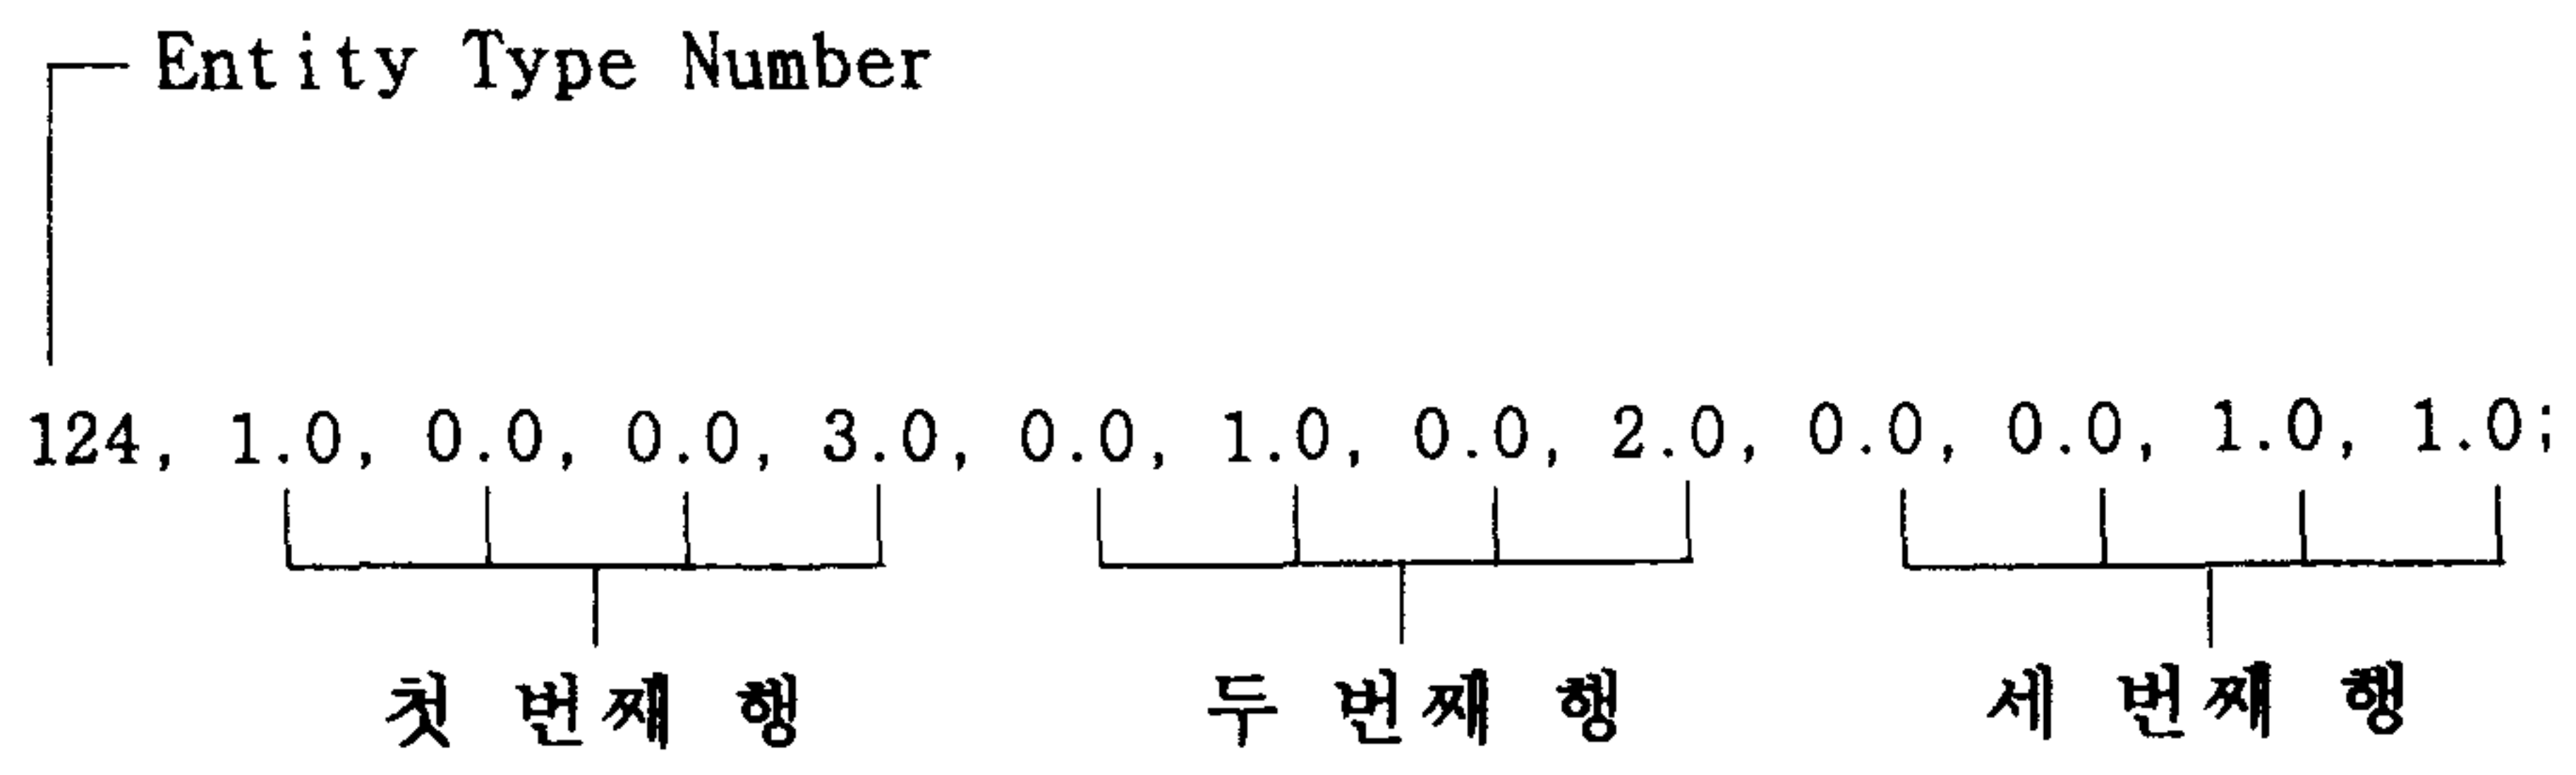 Entity Type Number
124, 1.0, 0.0, 0.0, 3.0, 0.0, 1.0, 0.0, 2.0, 0.0, 0.0, 1.0, 1.0;
첫 번째 행 두 번째 행 세 번째 행